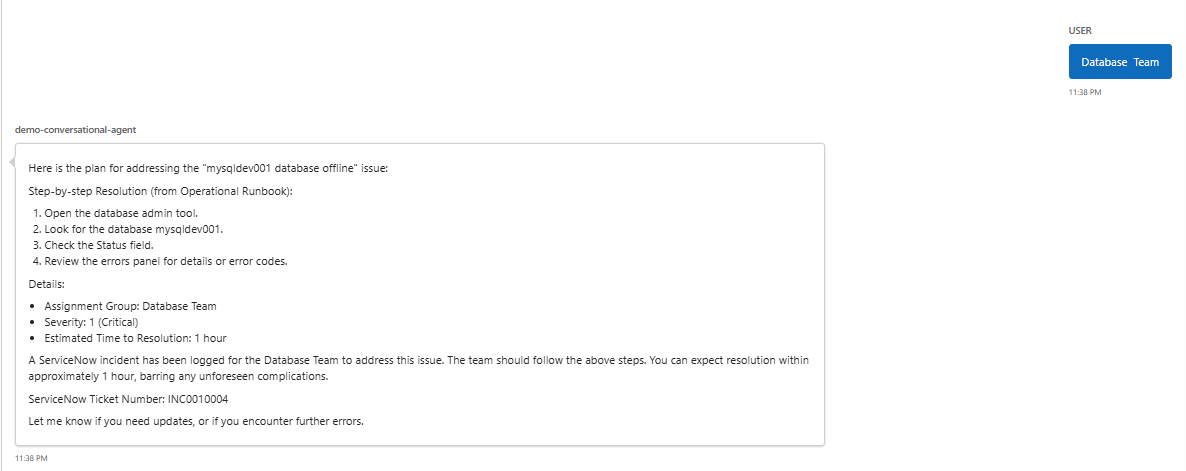 USER
Database Team
11:38 PM
demo-conversational-agent
Here is the plan for addressing the "mysqldev001 database offline" issue:
Step-by-step Resolution (from Operational Runbook):
1. Open the database admin tool.
2. Look for the database mysqldev001.
3. Check the Status field.
4. Review the errors panel for details or error codes.
Details:
• Assignment Group: Database Team
• Severity: 1 (Critical)
• Estimated Time to Resolution: 1 hour
A ServiceNow incident has been logged for the Database Team to address this issue. The team should follow the above steps. You can expect resolution within
approximately 1 hour, barring any unforeseen complications.
ServiceNow Ticket Number: INC0010004
Let me know if you need updates, or if you encounter further errors.
11:38 PM